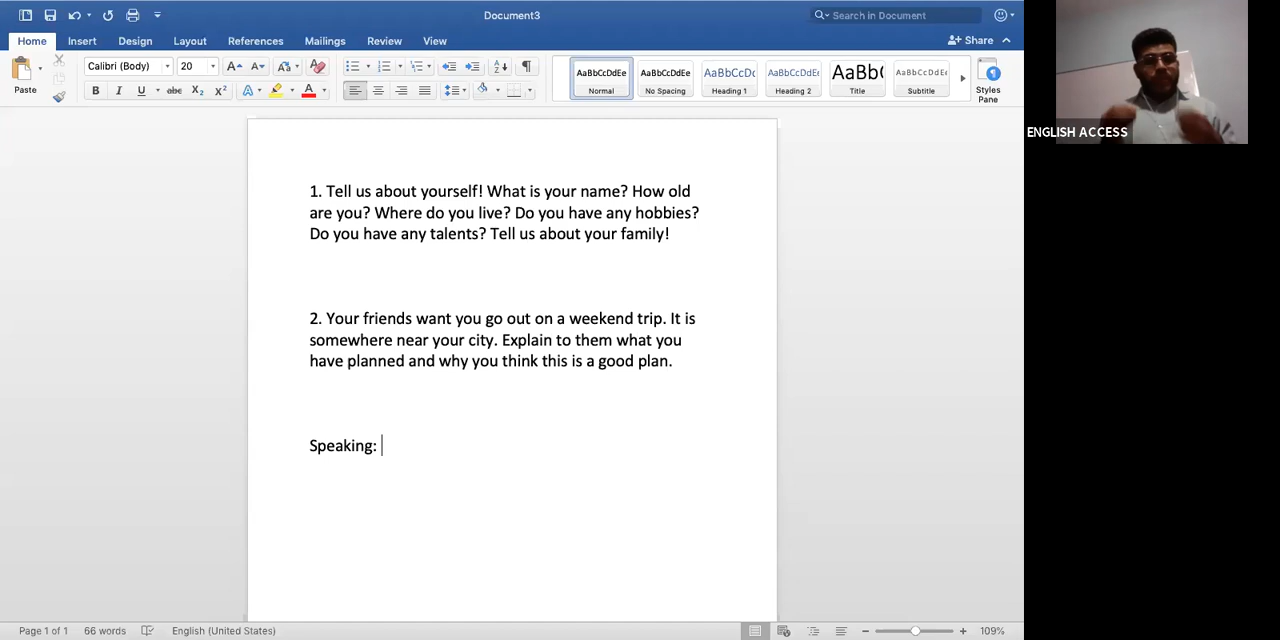 Document3
Search in Document
Home Insert Design Layout References Mailings Review View
Share
Paste
Calibri (Body) 20
AaBbCcDdEe AaBbCcDdEe AaBbCcDc AaBbCcDdEe AaBb( AaBbCcDdEe
Normal No Spacing Heading 1 Heading 2 Title Subtitle
Styles
Pane
ENGLISH ACCESS
1. Tell us about yourself! What is your name? How old
are you? Where do you live? Do you have any hobbies?
Do you have any talents? Tell us about your family!
2. Your friends want you go out on a weekend trip. It is
somewhere near your city. Explain to them what you
have planned and why you think this is a good plan.
Speaking:
Page 1 of 1 66 words English (United States) 109%